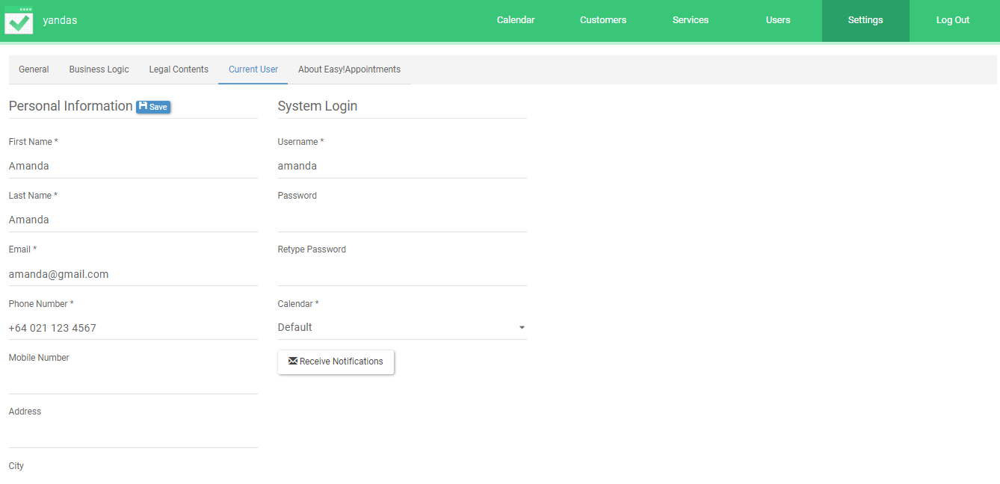 yandas
Calendar
Customers
Services
Users
Settings
Log Out
General
Business Logic
Legal Contents
Current User
About Easy!Appointments
Personal Information
Save
First Name *
Amanda
Last Name *
Amanda
Email *
amanda@gmail.com
Phone Number *
+64 021 123 4567
Mobile Number
Address
City
System Login
Username *
amanda
Password
Retype Password
Calendar *
Default
Receive Notifications